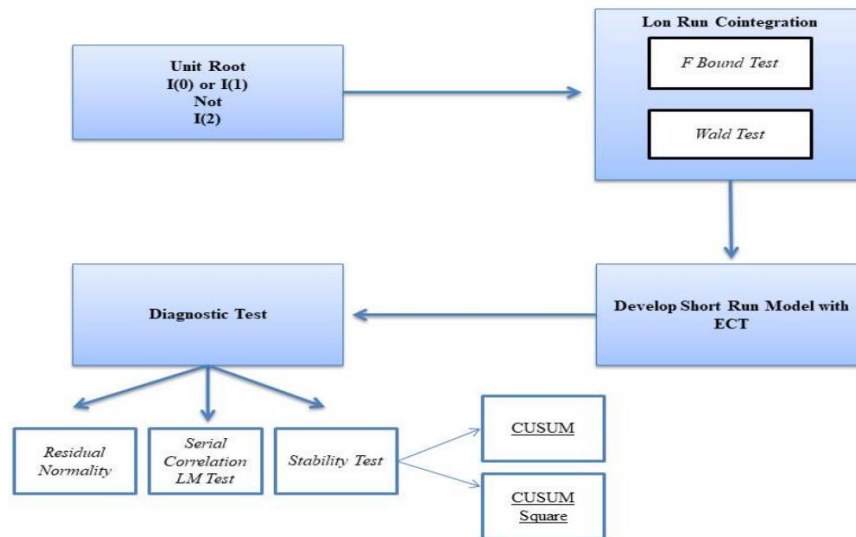 Unit Root
I(0) or I(1)
Not
I(2)
Lon Run Cointegration
F Bound Test
Wald Test
Develop Short Run Model with
ECT
Diagnostic Test
Residual
Normality
Serial
Correlation
LM Test
Stability Test
CUSUM
CUSUM
Square